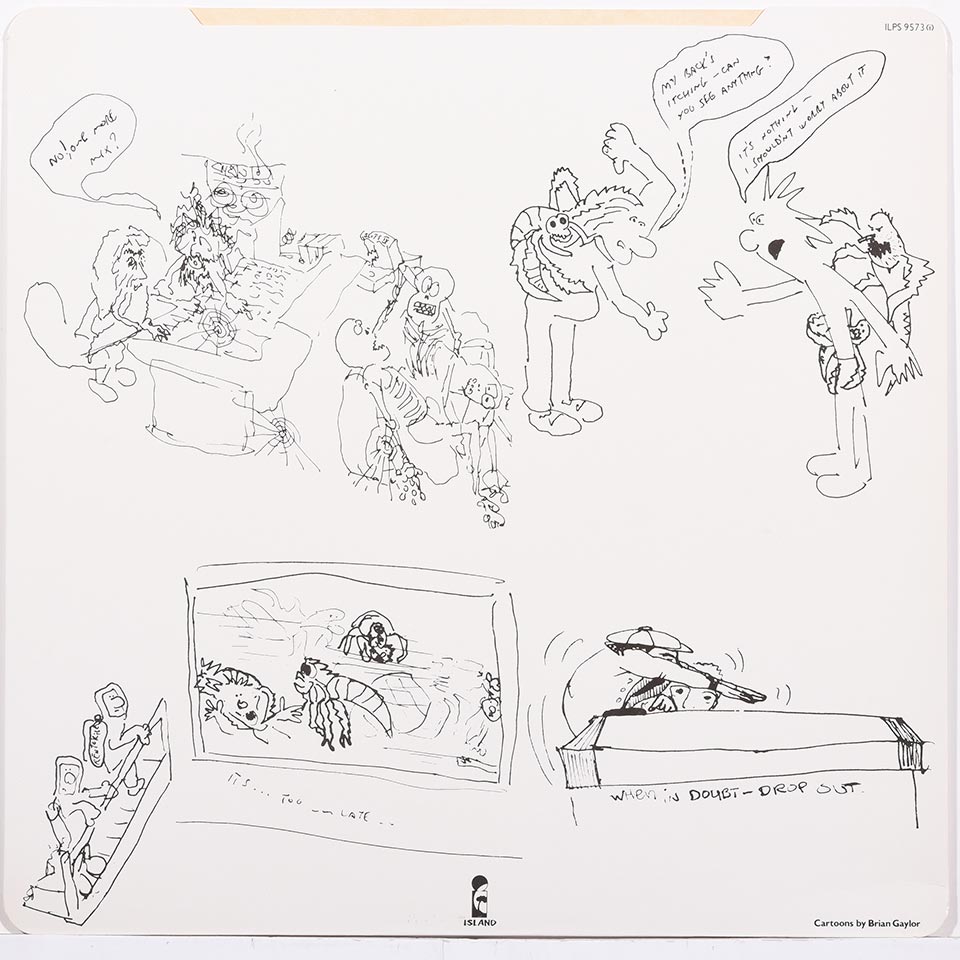 ILPS 9573(i)
NO! ONE MORE
MIX?
MY BACK'S
ITCHING - CAN
YOU SEE ANYTHING?
IT'S NOTHING -
SHOULDN'T WORRY ABOUT IT
IT'S... TOO ... LATE...
WHEN iN DOUBT - DROP OUT.
ISLAND
Cartoons by Brian Gaylor